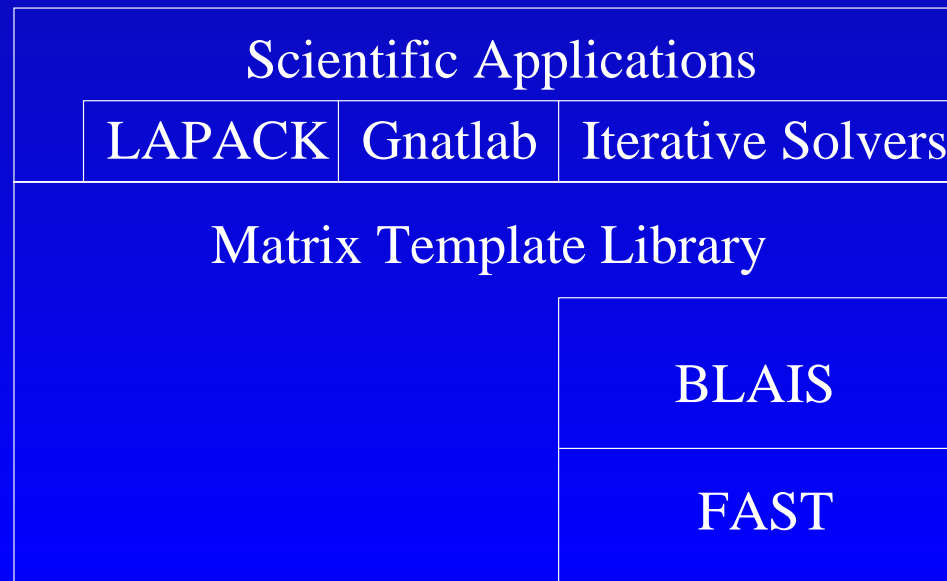 Scientific Applications
LAPACK Gnatlab Iterative Solvers
Matrix Template Library
BLAIS
FAST